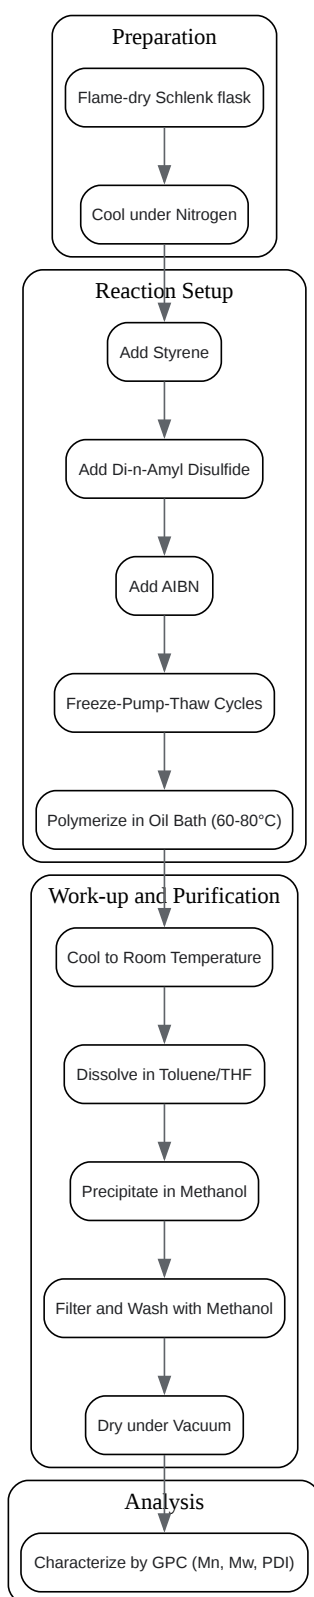 Preparation
Flame-dry Schlenk flask
Cool under Nitrogen
Reaction Setup
Add Styrene
Add Di-n-Amyl Disulfide
Add AIBN
Freeze-Pump-Thaw Cycles
Polymerize in Oil Bath (60-80°C)
Work-up and Purification
Cool to Room Temperature
Dissolve in Toluene/THF
Precipitate in Methanol
Filter and Wash with Methanol
Dry under Vacuum
Analysis
Characterize by GPC (Mn, Mw, PDI)